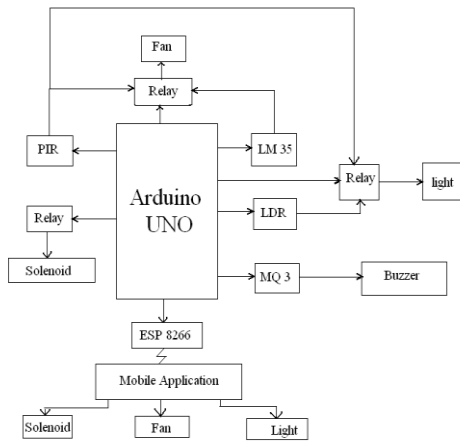 Fan
Relay
PIR
LM 35
Arduino
UNO
Relay
light
Relay
LDR
Solenoid
MQ 3
Buzzer
ESP 8266
Mobile Application
Solenoid
Fan
Light